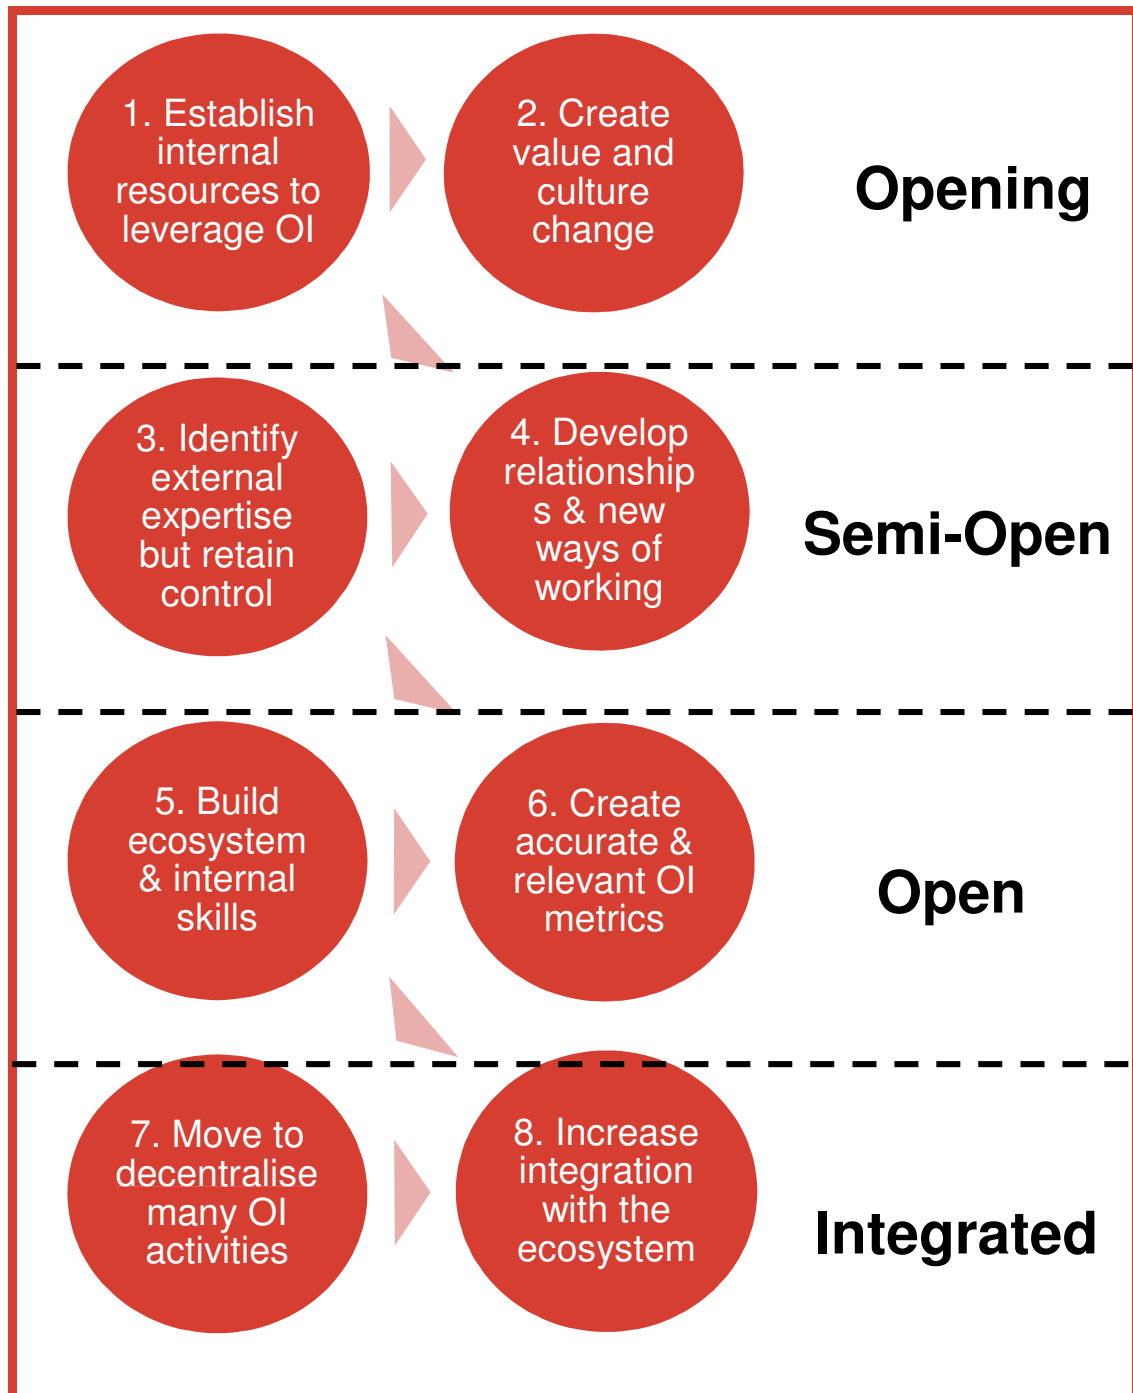 1. Establish
internal
resources to
leverage OI
2. Create
value and
culture
change
Opening
3. Identify
external
expertise
but retain
control
4. Develop
relationship
s & new
ways of
working
Semi-Open
5. Build
ecosystem
& internal
skills
6. Create
accurate &
relevant OI
metrics
Open
7. Move to
decentralise
many OI
activities
8. Increase
integration
with the
ecosystem
Integrated